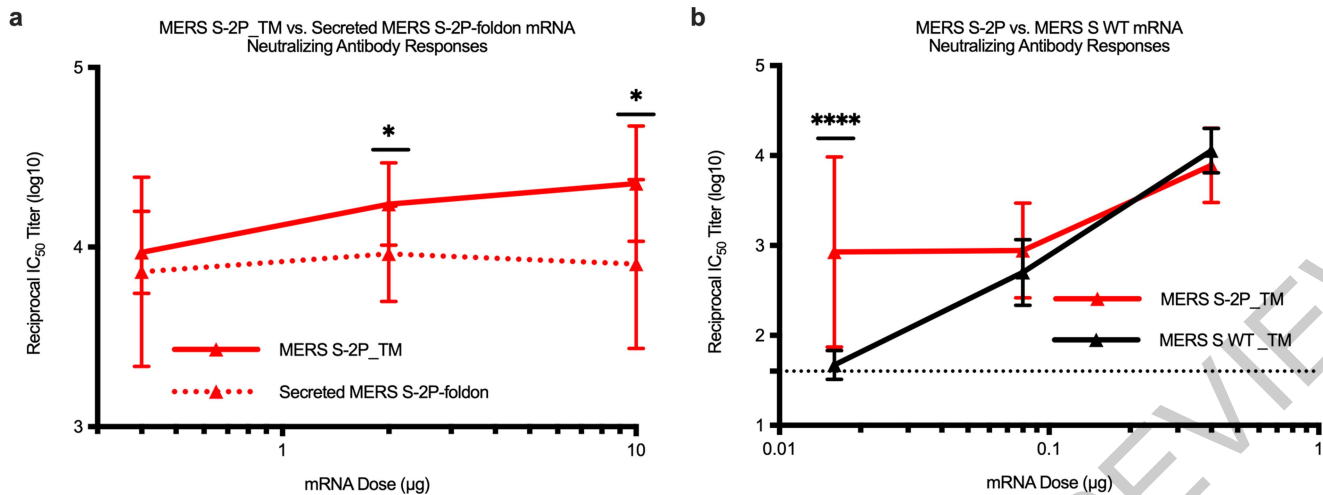 a
MERS S-2P_TM vs. Secreted MERS S-2P-foldon mRNA
Neutralizing Antibody Responses
Reciprocal IC50 Titer (log10)
5
4
3
*
*
MERS S-2P_TM
Secreted MERS S-2P-foldon
1
10
mRNA Dose (µg)
b
MERS S-2P vs. MERS S WT mRNA
Neutralizing Antibody Responses
Reciprocal IC50 Titer (log10)
5
4
3
2
1
****
MERS S-2P_TM
MERS S WT _TM
0.01
0.1
1
mRNA Dose (µg)